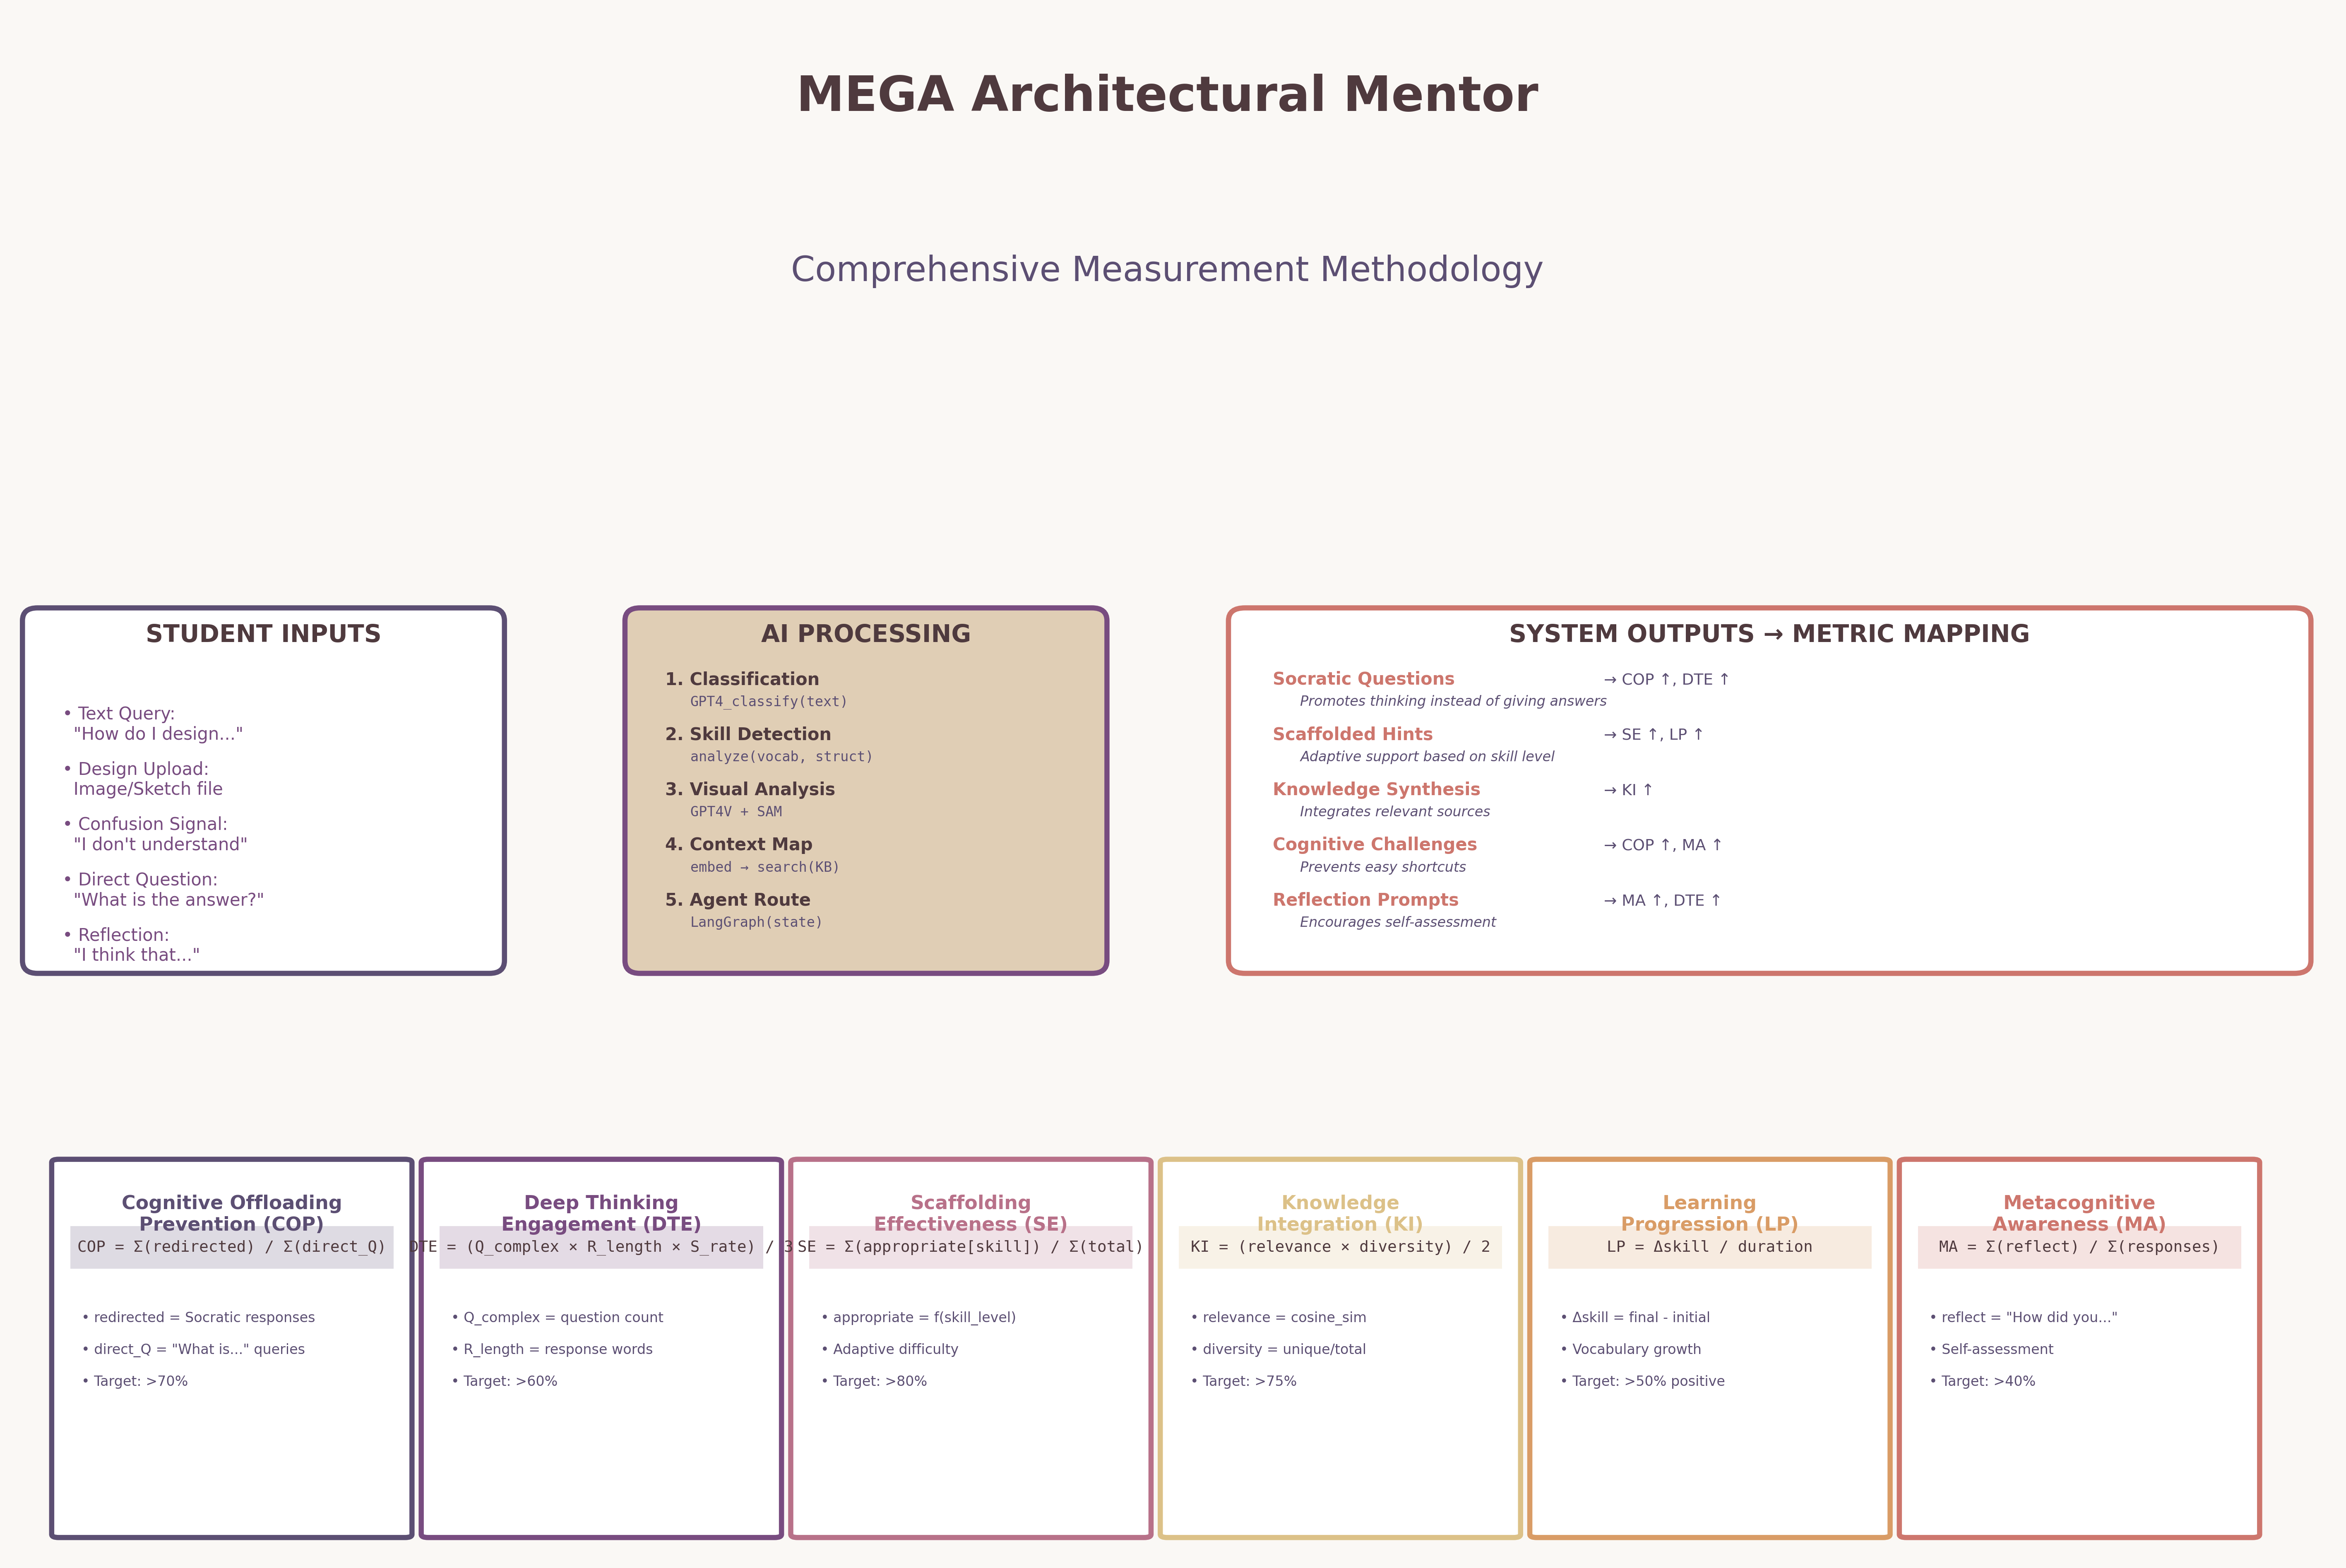 MEGA Architectural Mentor
Comprehensive Measurement Methodology
STUDENT INPUTS
• Text Query:
"How do I design..."
• Design Upload:
Image/Sketch file
• Confusion Signal:
"I don't understand"
• Direct Question:
"What is the answer?"
• Reflection:
"I think that..."
AI PROCESSING
1. Classification
GPT4_classify(text)
2. Skill Detection
analyze(vocab, struct)
3. Visual Analysis
GPT4V + SAM
4. Context Map
embed → search(KB)
5. Agent Route
LangGraph(state)
SYSTEM OUTPUTS → METRIC MAPPING
Socratic Questions → COP ↑, DTE ↑
Promotes thinking instead of giving answers
Scaffolded Hints → SE ↑, LP ↑
Adaptive support based on skill level
Knowledge Synthesis → KI ↑
Integrates relevant sources
Cognitive Challenges → COP ↑, MA ↑
Prevents easy shortcuts
Reflection Prompts → MA ↑, DTE ↑
Encourages self-assessment
Cognitive Offloading
Prevention (COP)
COP = Σ(redirected) / Σ(direct_Q)
• redirected = Socratic responses
• direct_Q = "What is..." queries
• Target: >70%
Deep Thinking
Engagement (DTE)
DTE = (Q_complex × R_length × S_rate) / 3
• Q_complex = question count
• R_length = response words
• Target: >60%
Scaffolding
Effectiveness (SE)
SE = Σ(appropriate[skill]) / Σ(total)
• appropriate = f(skill_level)
• Adaptive difficulty
• Target: >80%
Knowledge
Integration (KI)
KI = (relevance × diversity) / 2
• relevance = cosine_sim
• diversity = unique/total
• Target: >75%
Learning
Progression (LP)
LP = Δskill / duration
• Δskill = final - initial
• Vocabulary growth
• Target: >50% positive
Metacognitive
Awareness (MA)
MA = Σ(reflect) / Σ(responses)
• reflect = "How did you..."
• Self-assessment
• Target: >40%